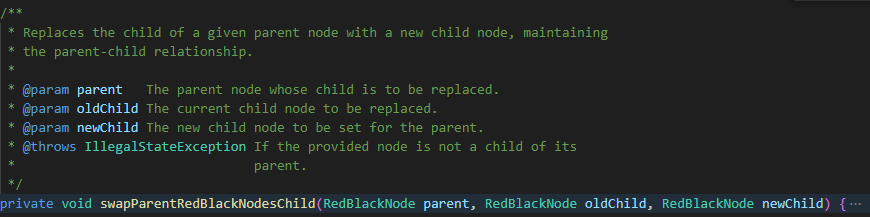 /**
 * Replaces the child of a given parent node with a new child node, maintaining
 * the parent-child relationship.
 *
 * @param parent   The parent node whose child is to be replaced.
 * @param oldChild The current child node to be replaced.
 * @param newChild The new child node to be set for the parent.
 * @throws IllegalStateException If the provided node is not a child of its
 *                               parent.
 */
private void swapParentRedBlackNodesChild(RedBlackNode parent, RedBlackNode oldChild, RedBlackNode newChild) {⋯